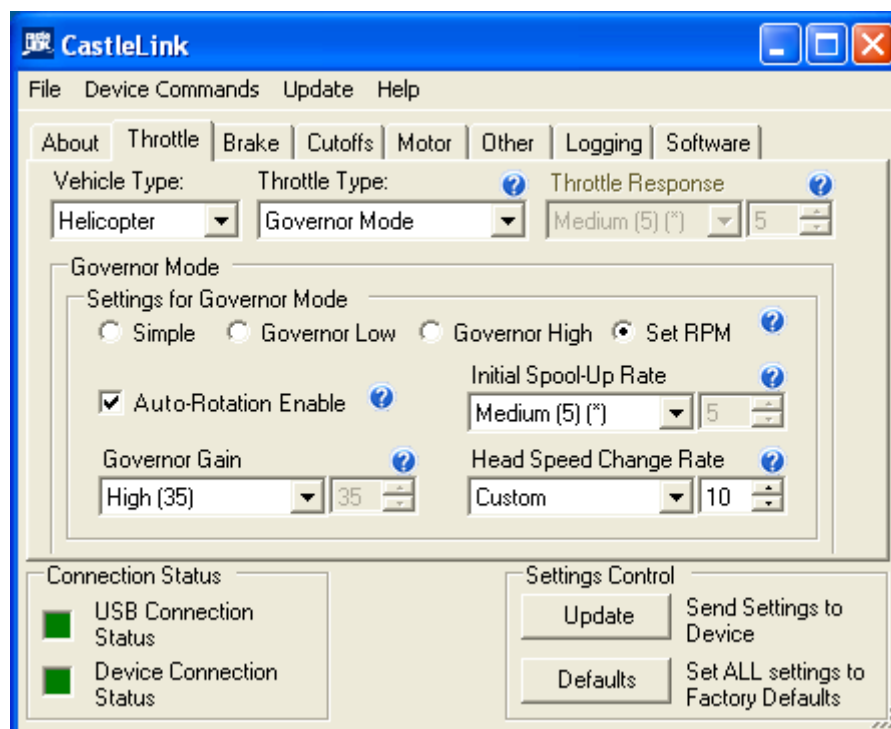 CastleLink
File Device Commands Update Help
About Throttle Brake Cutoffs Motor Other Logging Software
Vehicle Type: Throttle Type: ? Throttle Response ?
Helicopter Governor Mode Medium (5) (*) 5
Governor Mode
Settings for Governor Mode
Simple Governor Low Governor High Set RPM ?
Initial Spool-Up Rate ?
Auto-Rotation Enable ?
Medium (5) (*) 5
Governor Gain ? Head Speed Change Rate ?
High (35) 35 Custom 10
Connection Status Settings Control
USB Connection
Status
Update Send Settings to
Device
Device Connection
Status
Defaults Set ALL settings to
Factory Defaults